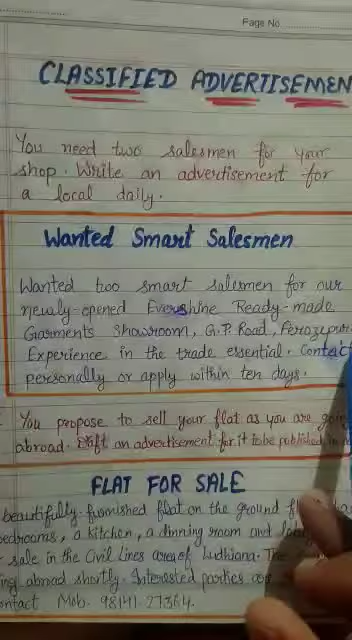 Page No.
CLASSIFIED ADVERTISEMEN
You need two salesmen for your
shop. Write an advertisement for
a local daily.
Wanted Smart Salesmen
Wanted two smart salesmen for our
newly-opened Evershine Ready-made
Garments Showroom, G.P. Road, Ferozepur.
Experience in the trade essential. Contact
personally or apply within ten days.
You propose to sell your flat as you are going
abroad. Draft an advertisement for it to be published in
FLAT FOR SALE
beautifully furnished flat on the ground
bedrooms, a kitchen, a dinning room and
sale in the Civil Lines area of Ludhiana. The
ing abroad shortly. Interested parties
ontact Mob. 98141-27364.